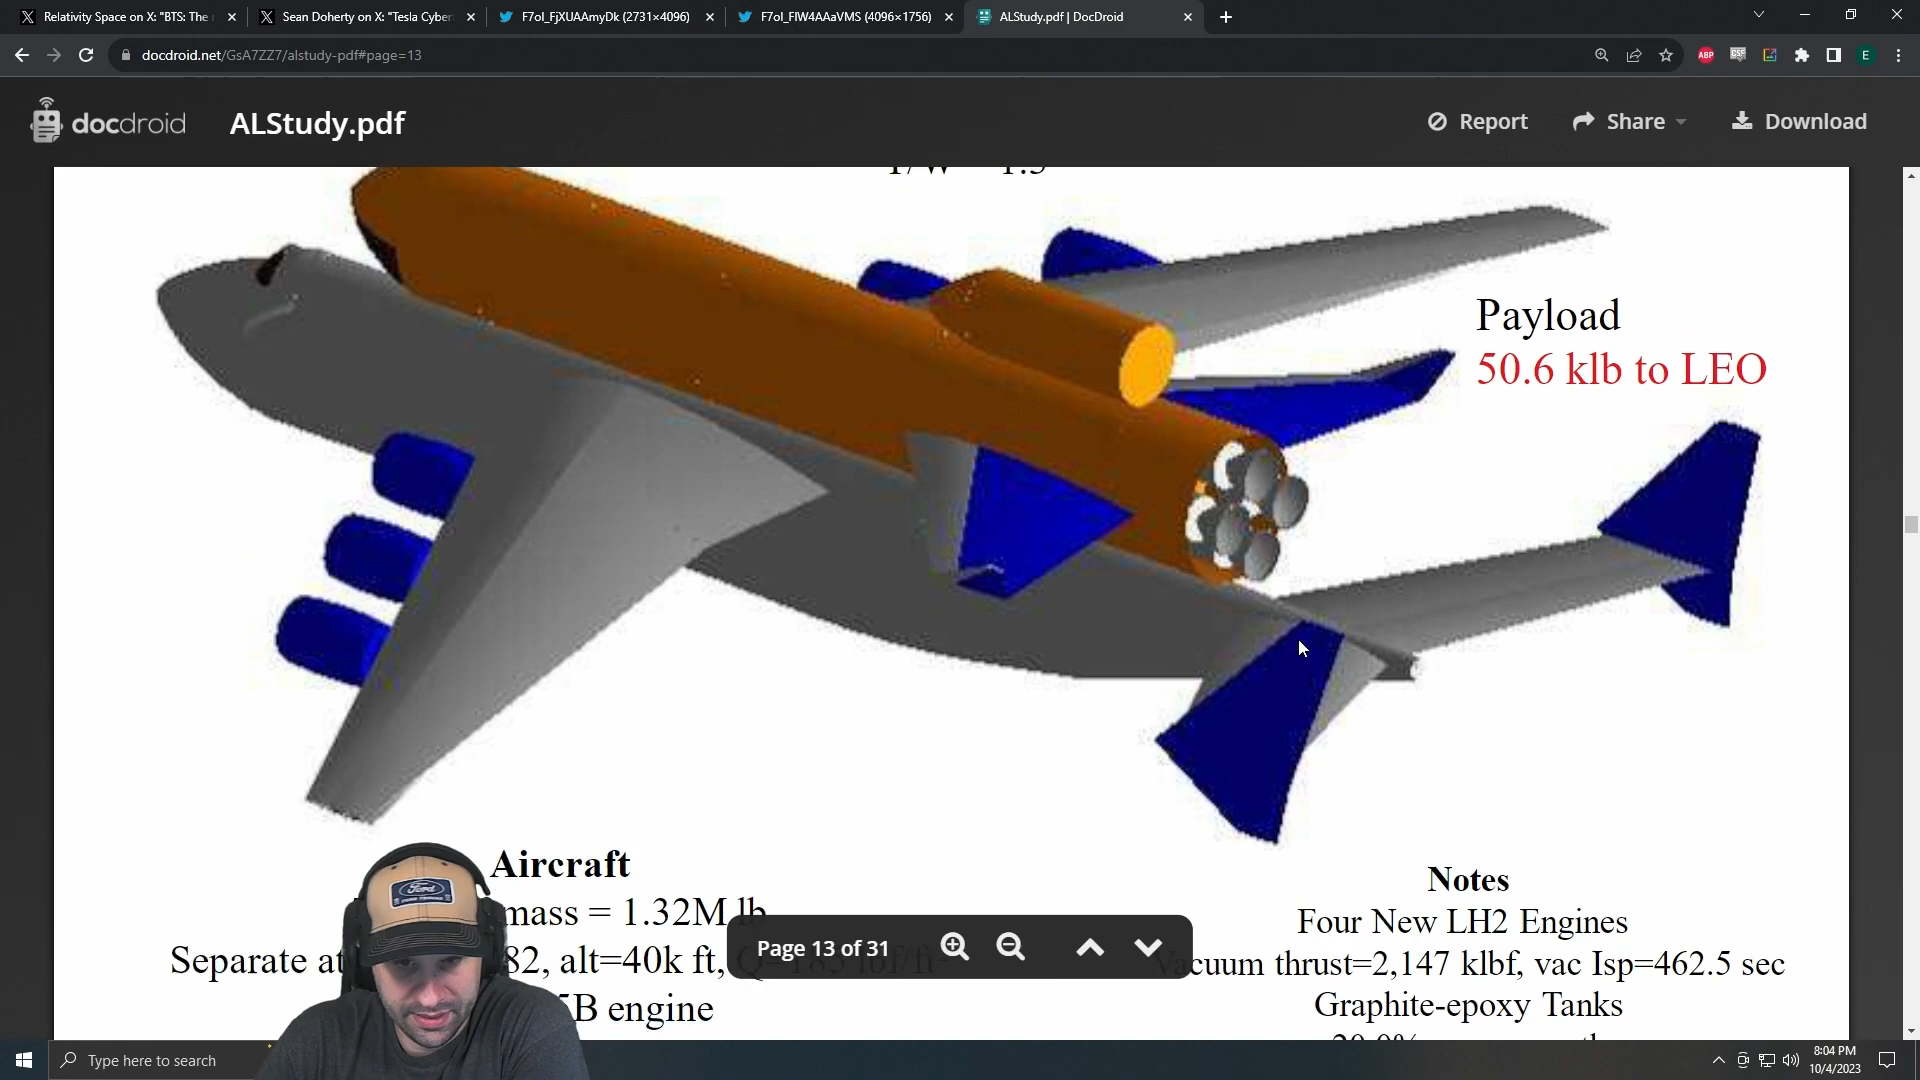 Relativity Space on X: "BTS: The
Sean Doherty on X: "Tesla Cyber
F7ol_FjXUAAmyDk (2731×4096)
F7ol_FIW4AAaVMS (4096×1756)
ALStudy.pdf | DocDroid
docdroid.net/GsA7ZZ7/alstudy-pdf#page=13
ABP
E
docdroid
ALStudy.pdf
Report
Share
Download
Payload
50.6 klb to LEO
Aircraft
mass = 1.32M lb
Separate at 82, alt=40k ft,
5B engine
Ford
Page 13 of 31
Notes
Four New LH2 Engines
Vacuum thrust=2,147 klbf, vac Isp=462.5 sec
Graphite-epoxy Tanks
Type here to search
8:04 PM
10/4/2023